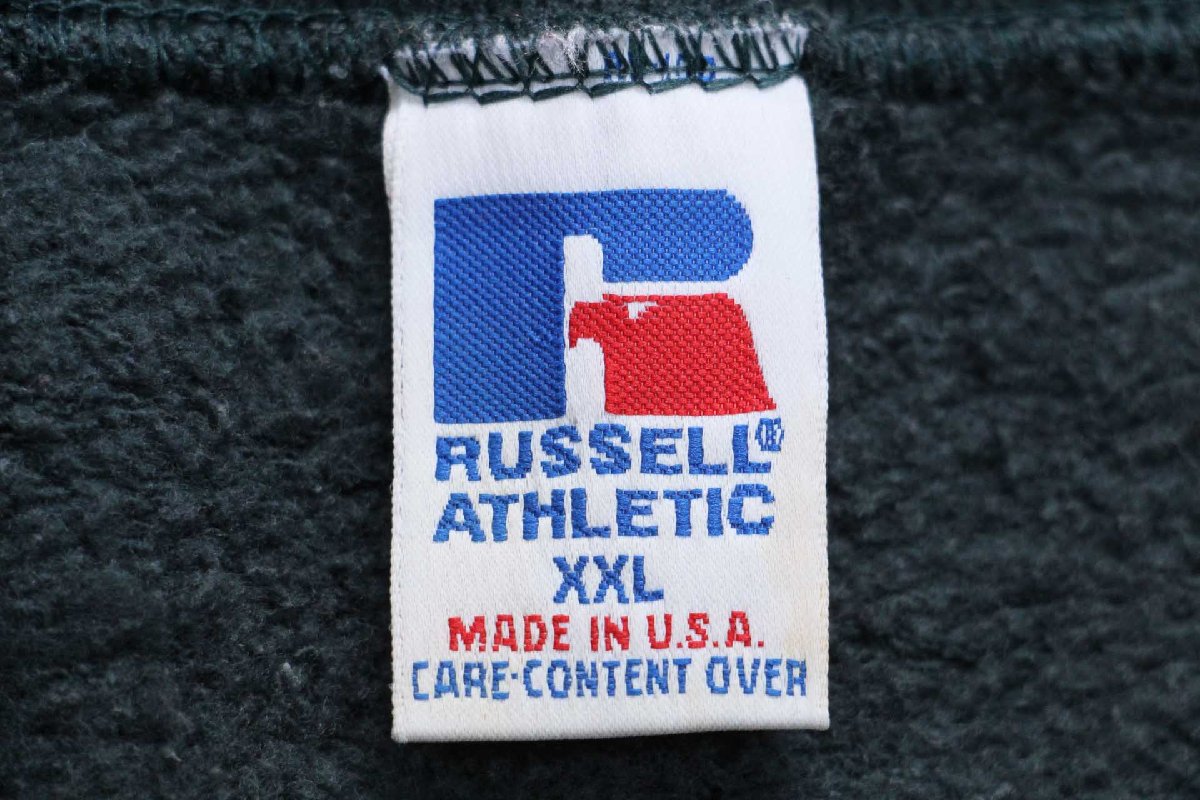 RUSSELL®
ATHLETIC
XXL
MADE IN U.S.A.
CARE-CONTENT OVER